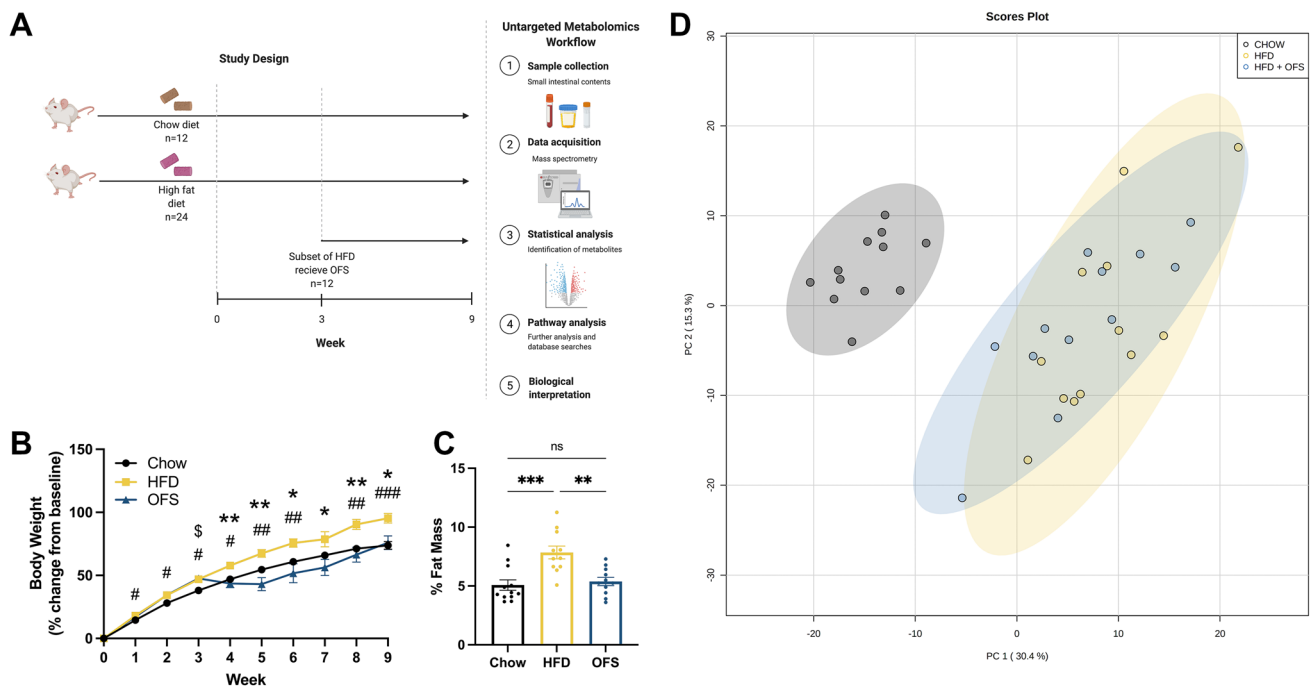 A
Study Design
Chow diet
n=12
High fat
diet
n=24
Subset of HFD
recieve OFS
n=12
0
3
9
Week
Untargeted Metabolomics
Workflow
1
Sample collection
Small intestinal contents
2
Data acquisition
Mass spectrometry
3
Statistical analysis
Identification of metabolites
4
Pathway analysis
Further analysis and
database searches
5
Biological
interpretation
B
Body Weight
(% change from baseline)
150
100
50
0
Chow
HFD
OFS
#
#
$
#
**
#
**
##
*
##
*
**
##
*
###
0 1 2 3 4 5 6 7 8 9
Week
C
% Fat Mass
15
10
5
0
ns
*** **
Chow HFD OFS
D
Scores Plot
CHOW
HFD
HFD + OFS
PC 2 ( 15.3 %)
30
20
10
0
-10
-20
-30
-20 -10 0 10 20
PC 1 ( 30.4 %)